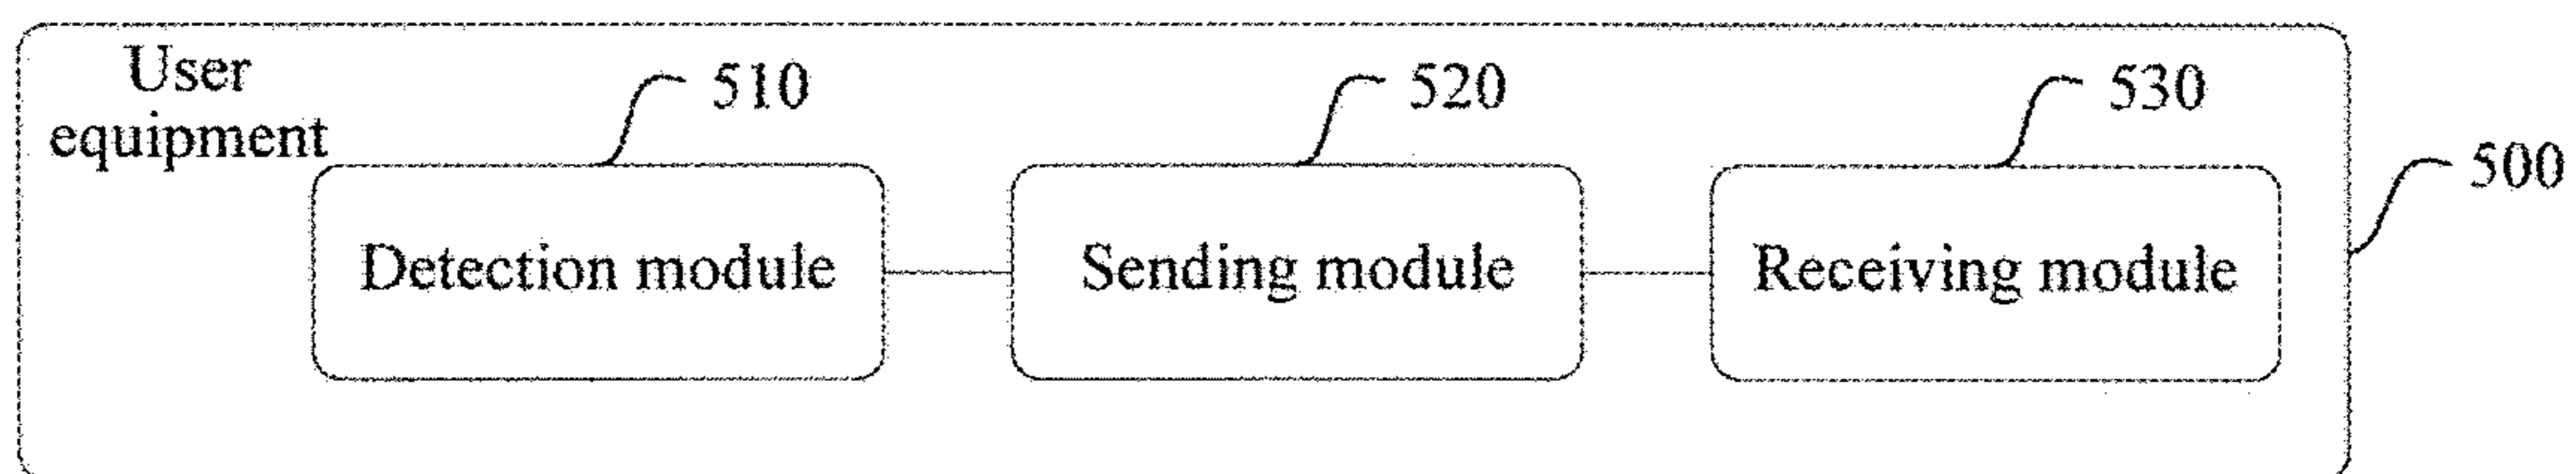 User
equipment
510
520
530
500
Detection module
Sending module
Receiving module